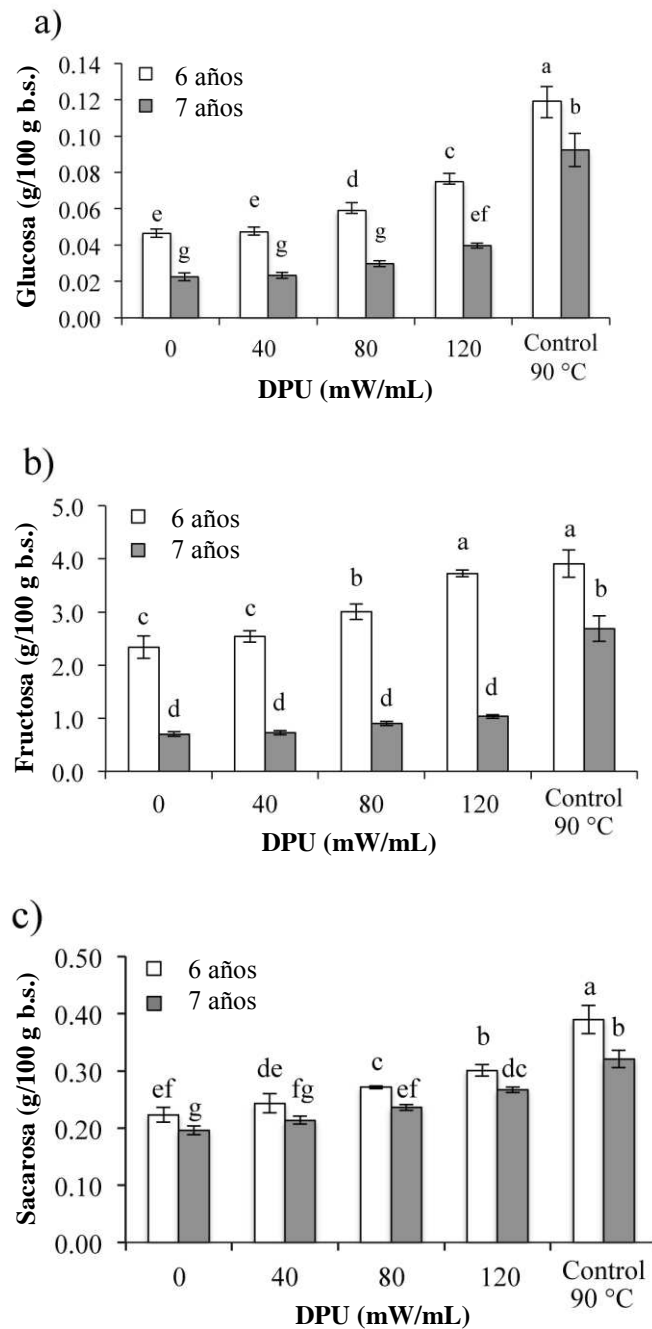 a)
Glucosa (g/100 g b.s.)
0.14
0.12
0.10
0.08
0.06
0.04
0.02
0.00
6 años
7 años
e
g
e
g
d
g
c
ef
a
b
0
40
80
120
Control
90 °C
DPU (mW/mL)
b)
Fructosa (g/100 g b.s.)
5.0
4.0
3.0
2.0
1.0
0.0
6 años
7 años
c
d
c
d
b
d
a
d
a
b
0
40
80
120
Control
90 °C
DPU (mW/mL)
c)
Sacarosa (g/100 g b.s.)
0.50
0.40
0.30
0.20
0.10
0.00
6 años
7 años
ef
g
de
fg
c
ef
b
dc
a
b
0
40
80
120
Control
90 °C
DPU (mW/mL)